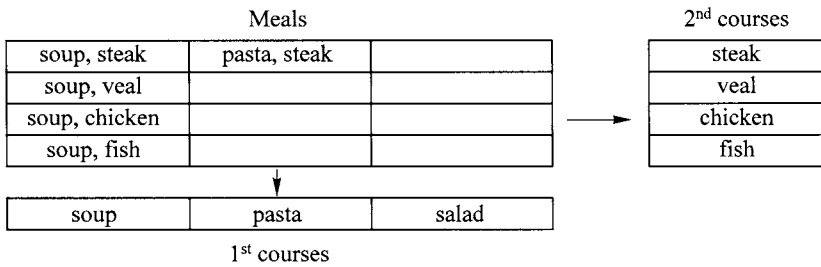 Meals
2nd courses
soup, steak
pasta, steak
steak
soup, veal
veal
soup, chicken
chicken
soup, fish
fish
soup
pasta
salad
1st courses